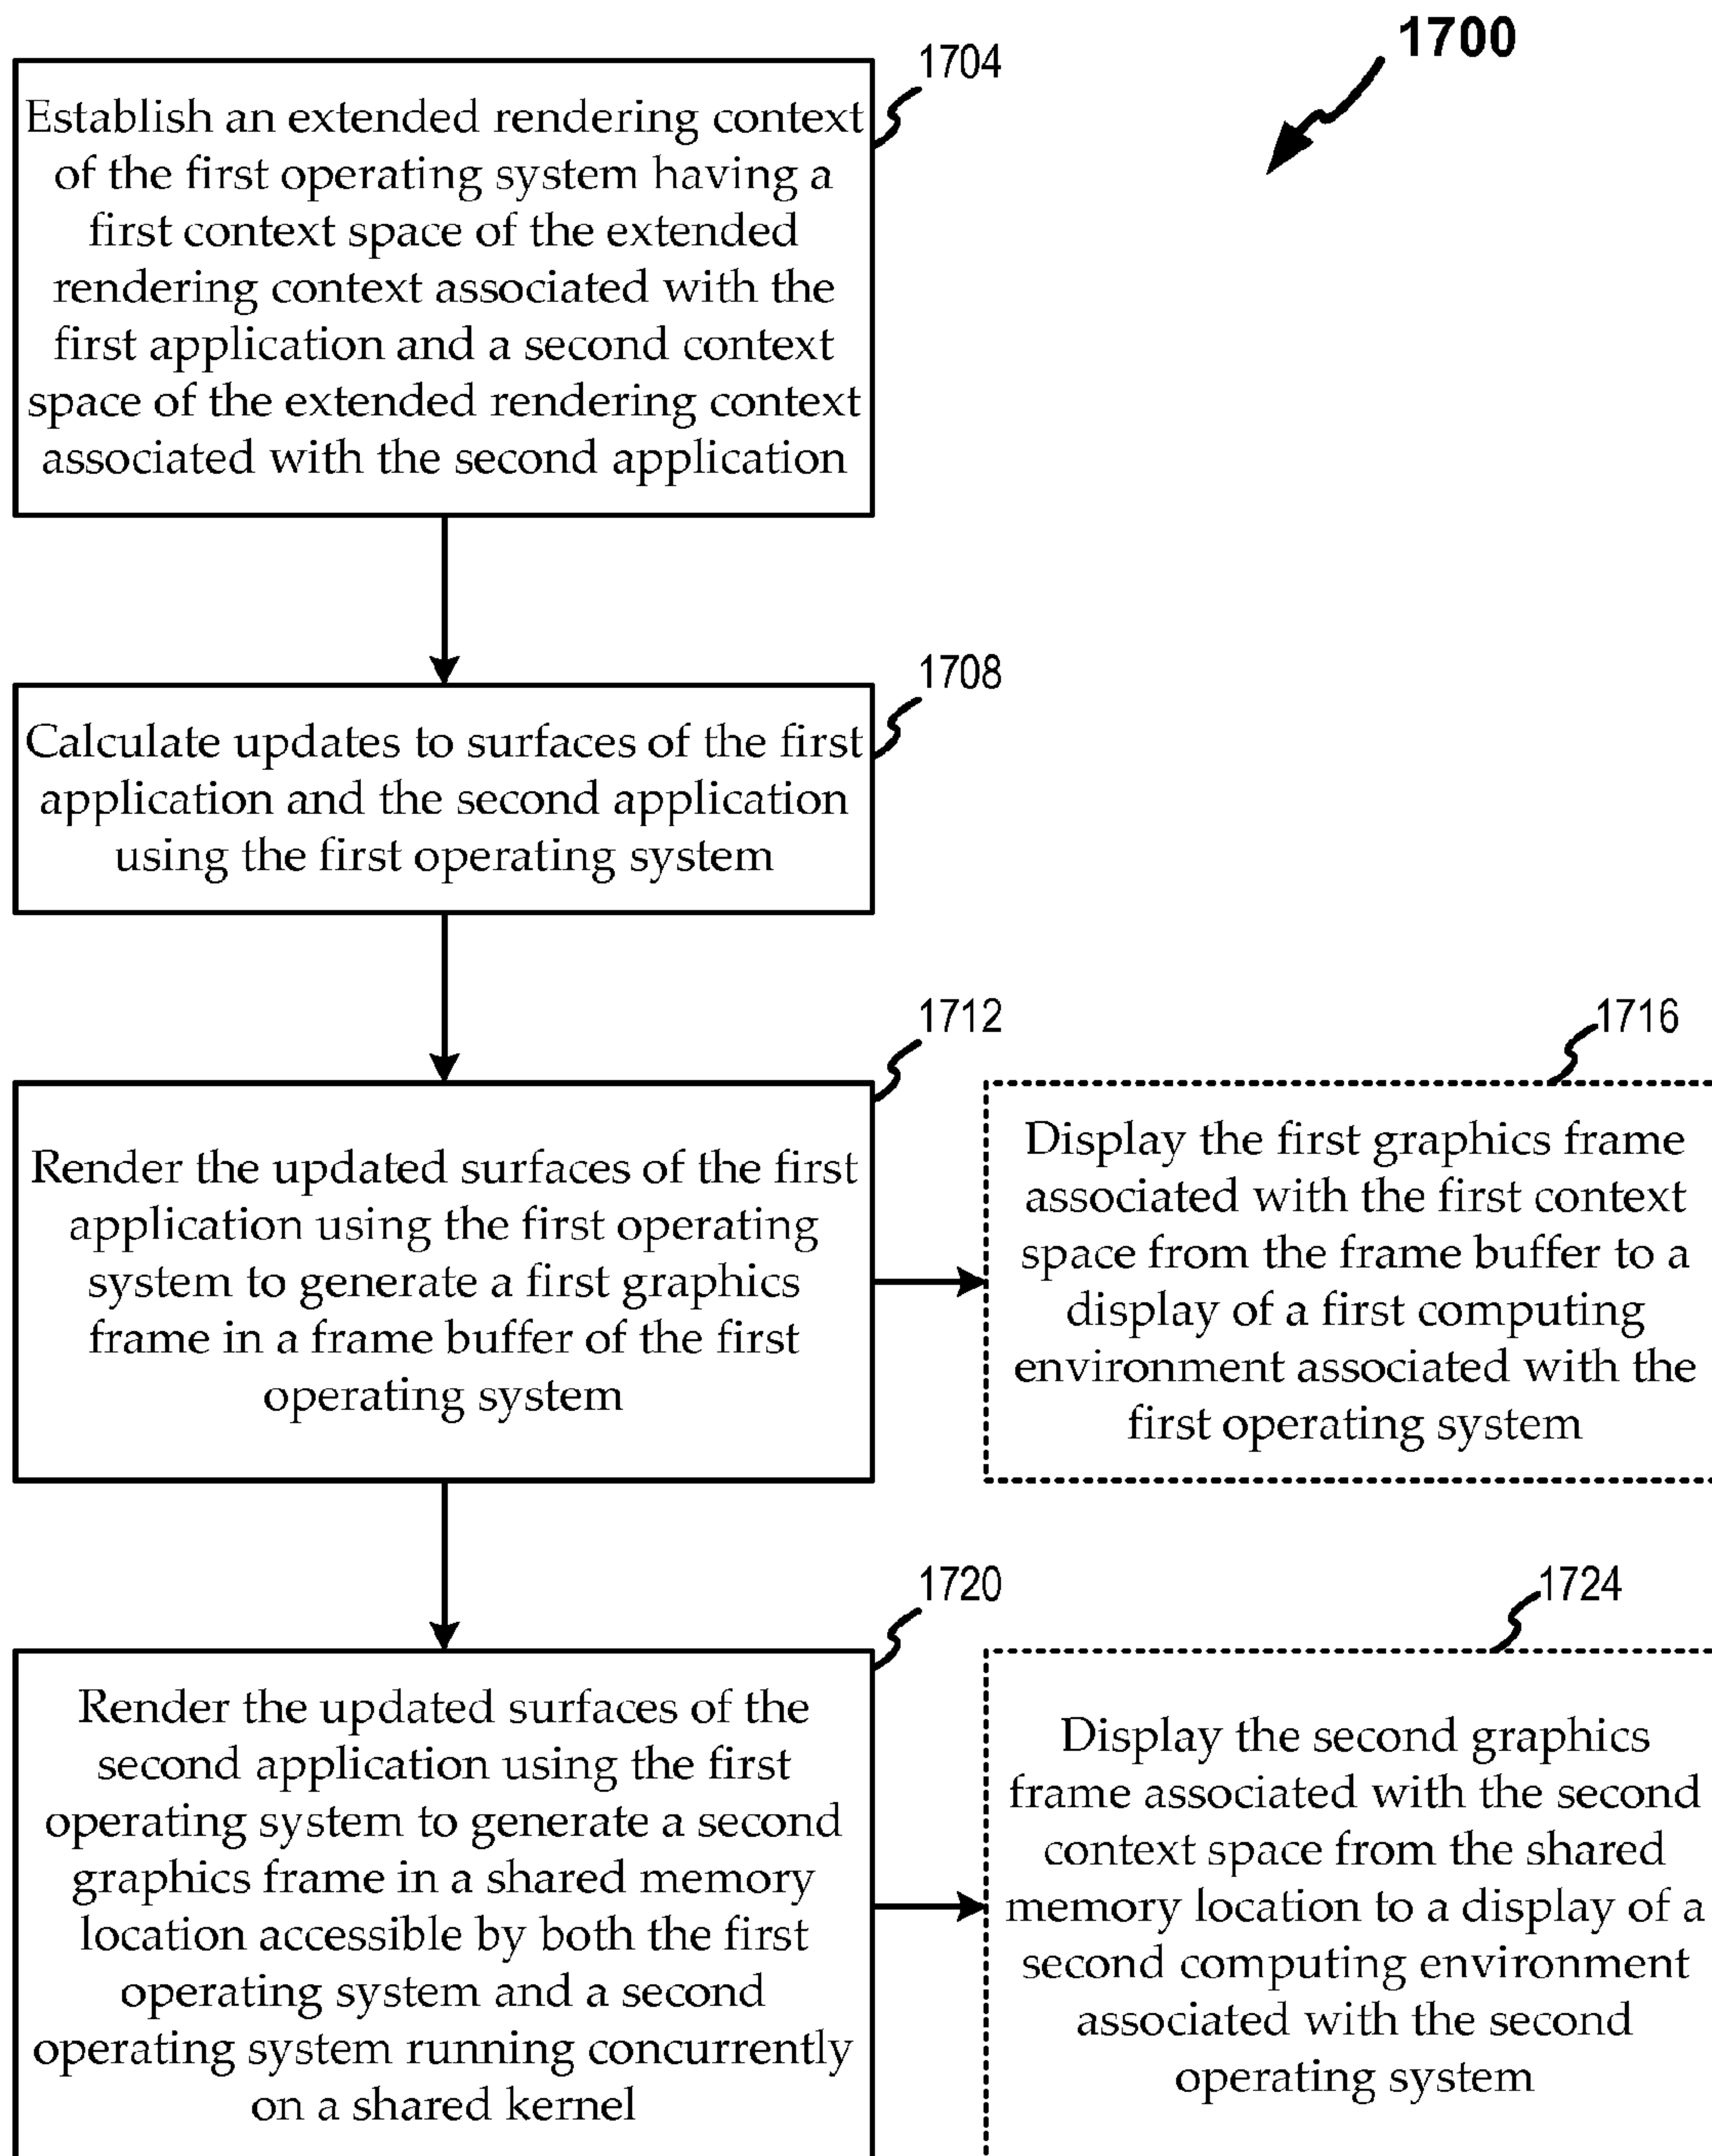 1700
1704
Establish an extended rendering context
of the first operating system having a
first context space of the extended
rendering context associated with the
first application and a second context
space of the extended rendering context
associated with the second application
1708
Calculate updates to surfaces of the first
application and the second application
using the first operating system
1712
Render the updated surfaces of the first
application using the first operating
system to generate a first graphics
frame in a frame buffer of the first
operating system
1716
Display the first graphics frame
associated with the first context
space from the frame buffer to a
display of a first computing
environment associated with the
first operating system
1720
Render the updated surfaces of the
second application using the first
operating system to generate a second
graphics frame in a shared memory
location accessible by both the first
operating system and a second
operating system running concurrently
on a shared kernel
1724
Display the second graphics
frame associated with the second
context space from the shared
memory location to a display of a
second computing environment
associated with the second
operating system